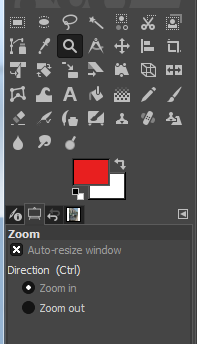 Zoom
Auto-resize window
Direction  (Ctrl)
Zoom in
Zoom out